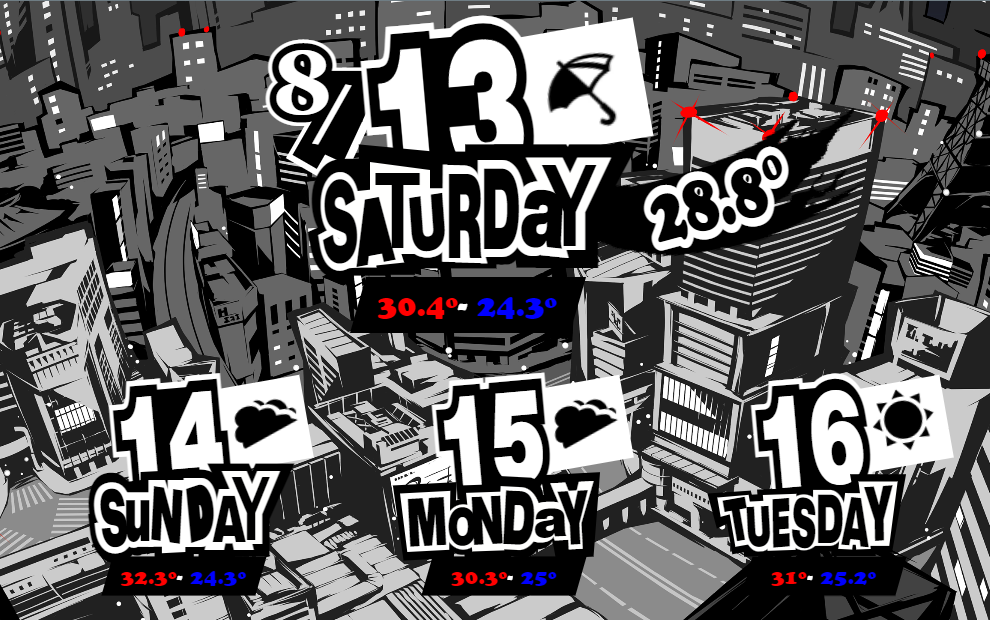 8/13
SATURDaY
28.8°
30.4°- 24.3°
14
SuNDAY
32.3°- 24.3°
15
MoNDaY
30.3°- 25°
16
TUESDAY
31°- 25.2°